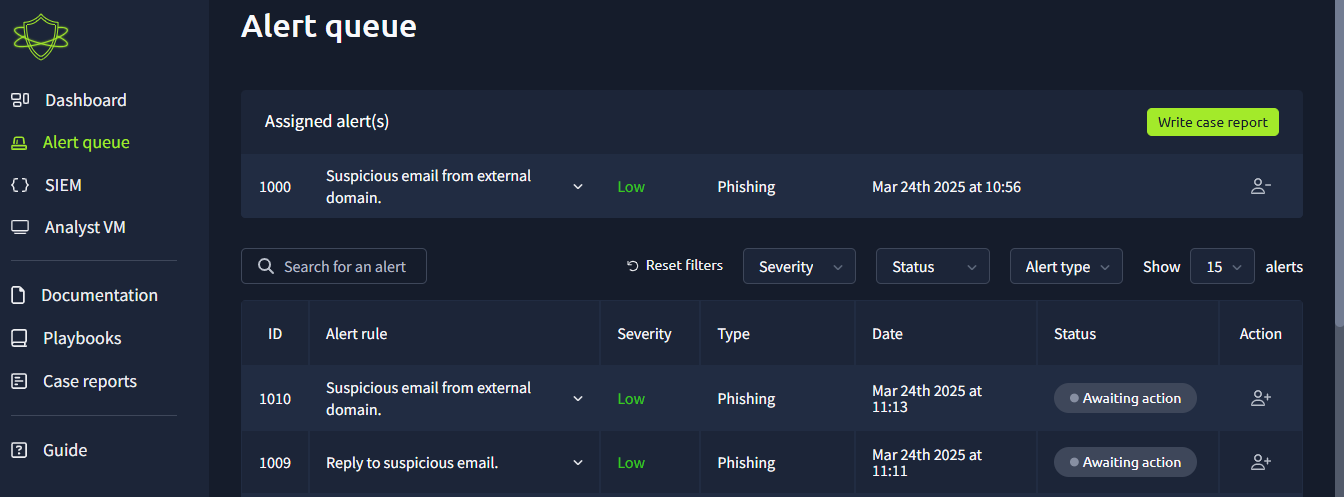 Alert queue
Dashboard
Alert queue
SIEM
Analyst VM
Documentation
Playbooks
Case reports
Guide
Assigned alert(s)
Write case report
1000
Suspicious email from external
domain.
Low
Phishing
Mar 24th 2025 at 10:56
Search for an alert
Reset filters
Severity
Status
Alert type
Show
15
alerts
ID
Alert rule
Severity
Type
Date
Status
Action
1010
Suspicious email from external
domain.
Low
Phishing
Mar 24th 2025 at
11:13
Awaiting action
1009
Reply to suspicious email.
Low
Phishing
Mar 24th 2025 at
11:11
Awaiting action